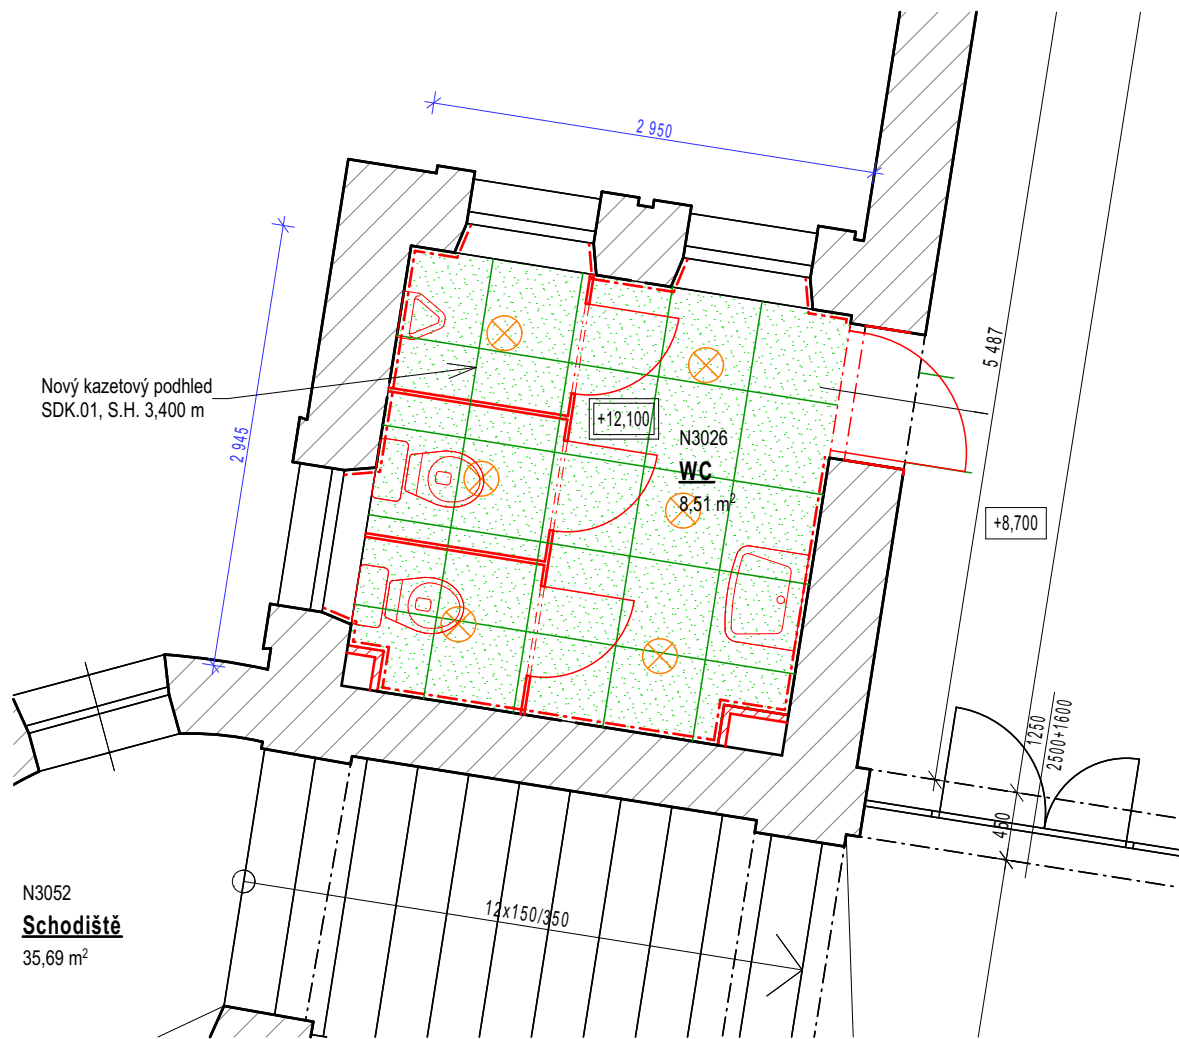 2 950
5 487
Nový kazetový podhled
SDK.01, S.H. 3,400 m
2 945
+12,100
N3026
WC
8,51 m²
+8,700
1250
2500+1600
450
N3052
Schodiště
35,69 m²
12x150/350